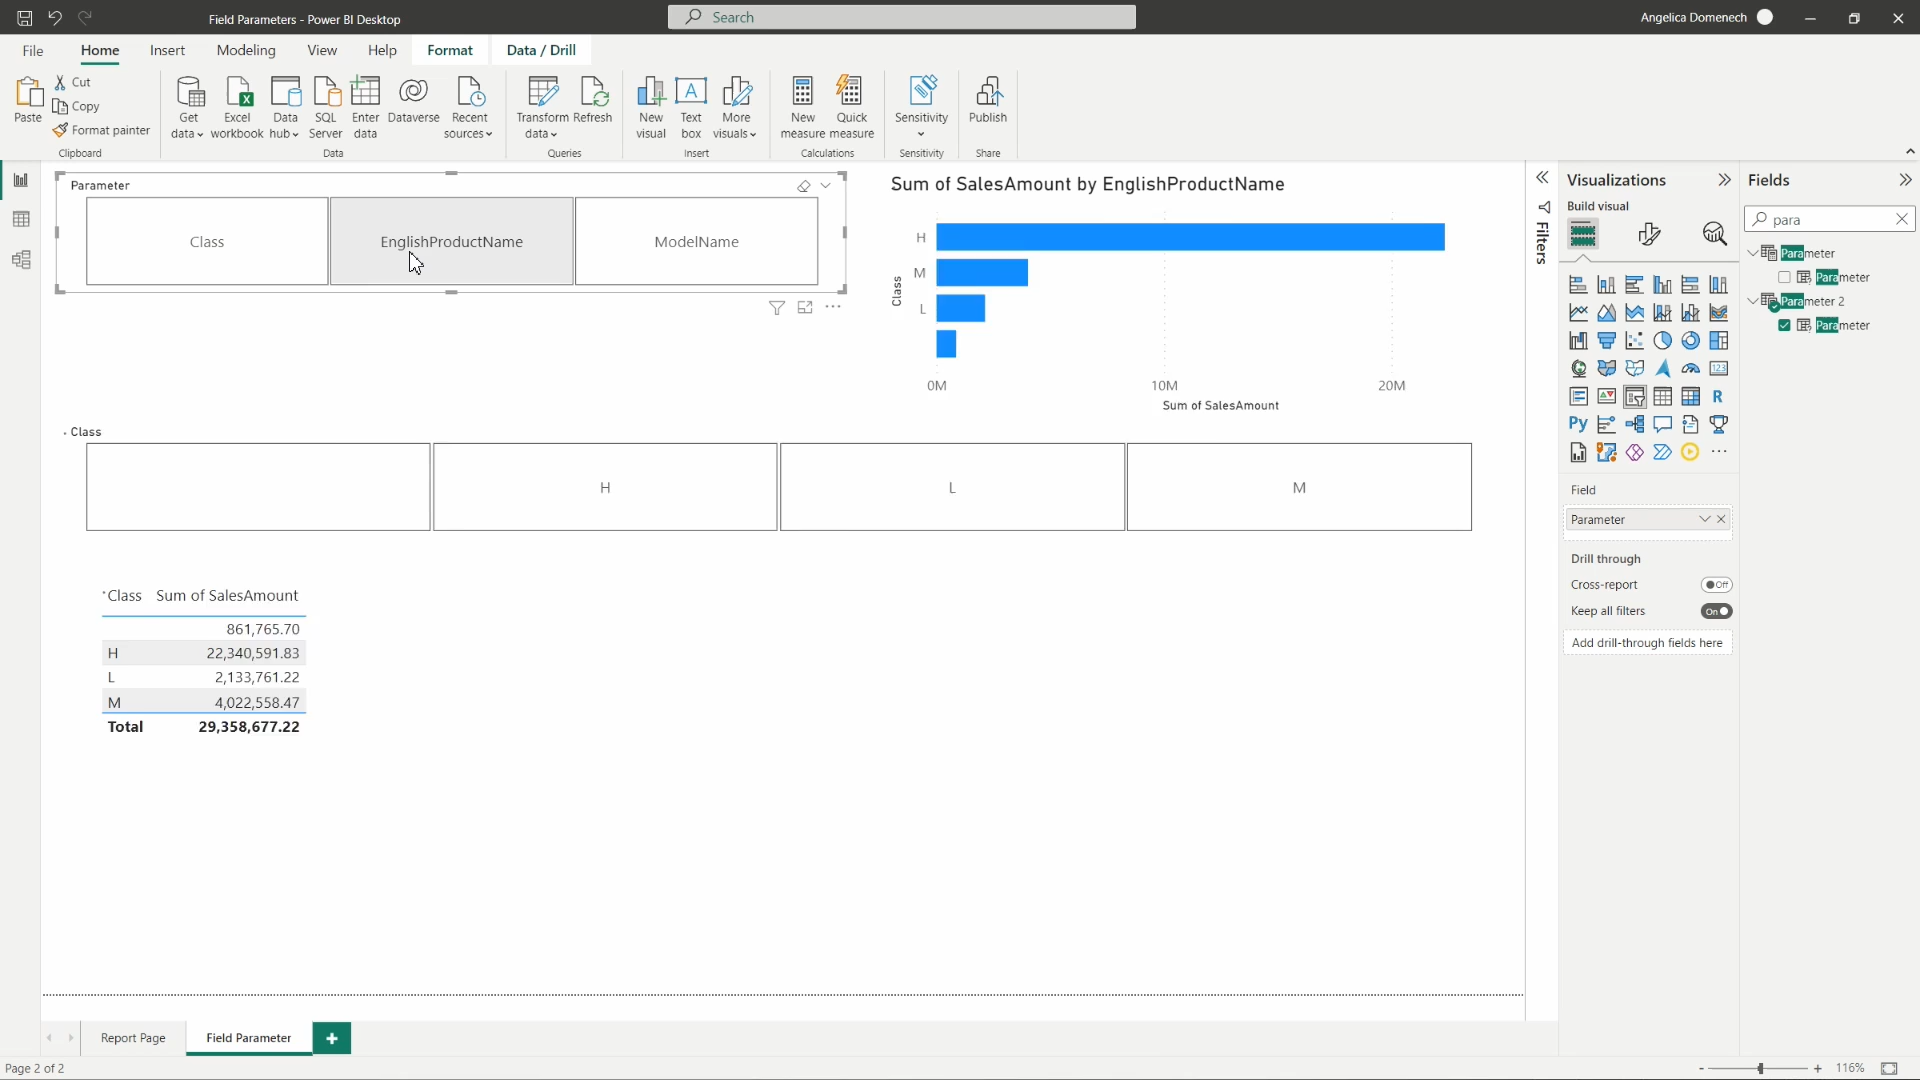 Field Parameters - Power BI Desktop
Search
Angelica Domenech
File Home Insert Modeling View Help Format Data / Drill
Paste
Cut
Copy
Format painter
Clipboard
Get data
Excel workbook
Data hub
SQL Server
Enter data
Dataverse
Recent sources
Data
Transform data
Refresh
Queries
New visual
Text box
More visuals
Insert
New measure
Quick measure
Calculations
Sensitivity
Sensitivity
Publish
Share
Parameter
Class
EnglishProductName
ModelName
Sum of SalesAmount by EnglishProductName
Class
H
M
L
0M 10M 20M
Sum of SalesAmount
Class
H
L
M
Class Sum of SalesAmount
861,765.70
H 22,340,591.83
L 2,133,761.22
M 4,022,558.47
Total 29,358,677.22
Filters
Visualizations
Build visual
123
R
Py
Field
Parameter
Drill through
Cross-report Off
Keep all filters On
Add drill-through fields here
Fields
para
Parameter
Parameter
Parameter 2
Parameter
Report Page
Field Parameter
Page 2 of 2
116%